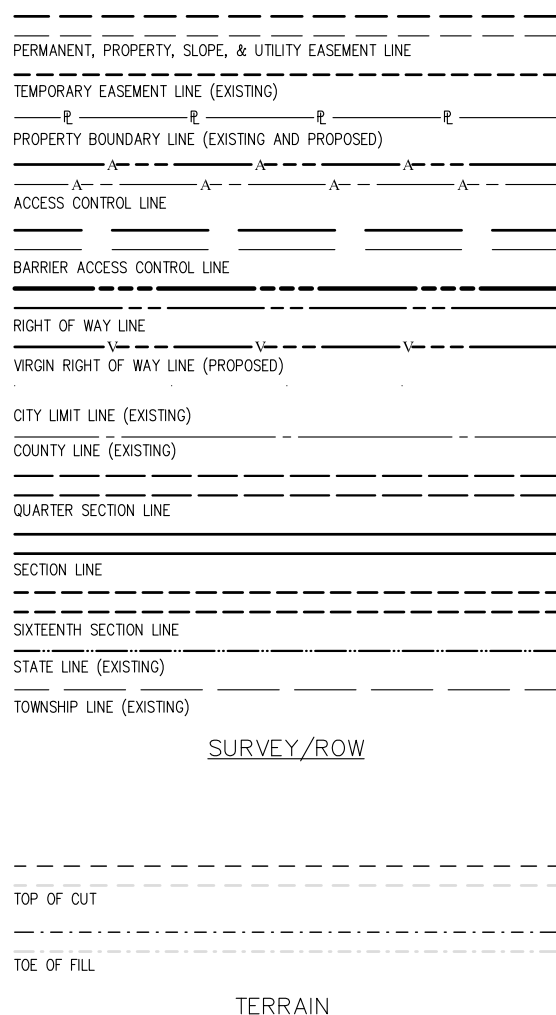 PERMANENT, PROPERTY, SLOPE, & UTILITY EASEMENT LINE
TEMPORARY EASEMENT LINE (EXISTING)
PL PL PL PL
PROPERTY BOUNDARY LINE (EXISTING AND PROPOSED)
A A A
A A A A
ACCESS CONTROL LINE
BARRIER ACCESS CONTROL LINE
RIGHT OF WAY LINE
V V V
VIRGIN RIGHT OF WAY LINE (PROPOSED)
CITY LIMIT LINE (EXISTING)
COUNTY LINE (EXISTING)
QUARTER SECTION LINE
SECTION LINE
SIXTEENTH SECTION LINE
STATE LINE (EXISTING)
TOWNSHIP LINE (EXISTING)
SURVEY/ROW
TOP OF CUT
TOE OF FILL
TERRAIN